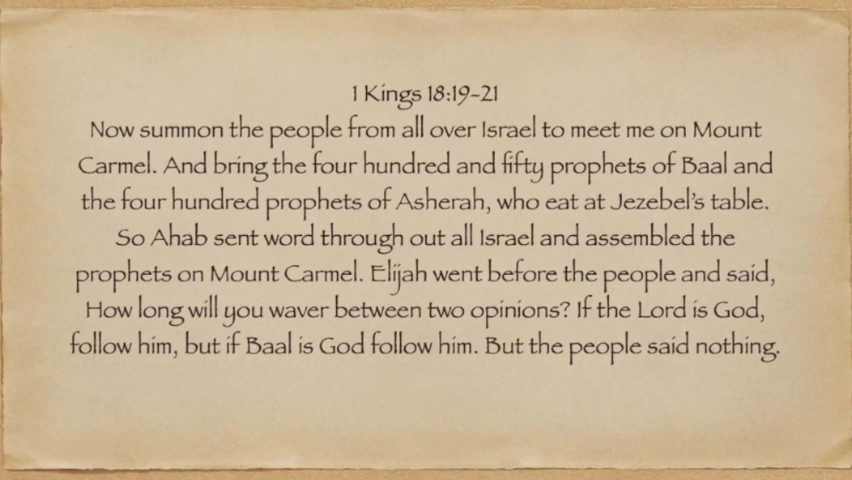 1 Kings 18:19-21
Now summon the people from all over Israel to meet me on Mount
Carmel. And bring the four hundred and fifty prophets of Baal and
the four hundred prophets of Asherah, who eat at Jezebel's table.
So Ahab sent word through out all Israel and assembled the
prophets on Mount Carmel. Elijah went before the people and said,
How long will you waver between two opinions? If the Lord is God,
follow him, but if Baal is God follow him. But the people said nothing.